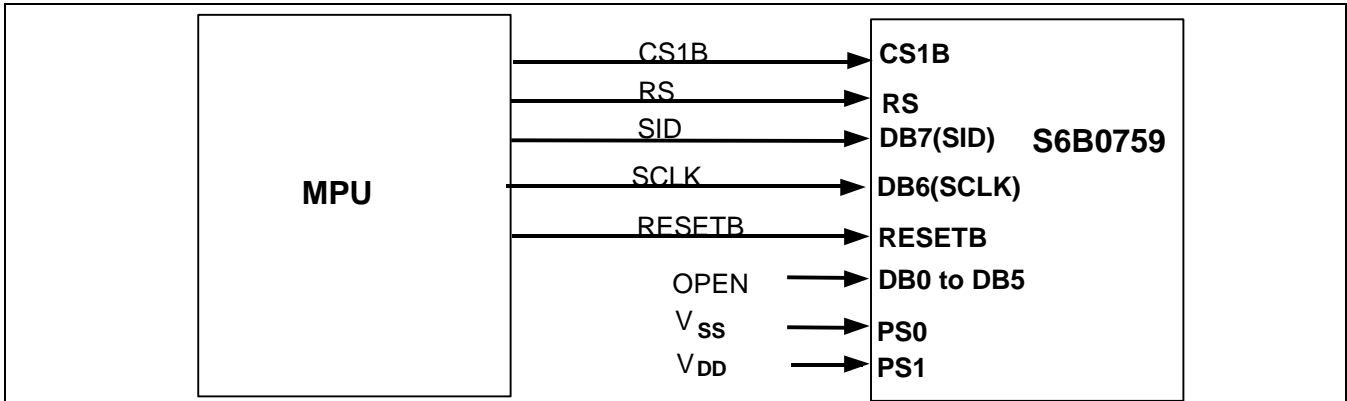 CS1B CS1B
RS RS
SID DB7(SID) S6B0759
MPU SCLK DB6(SCLK)
RESETB RESETB
OPEN DB0 to DB5
VSS PS0
VDD PS1